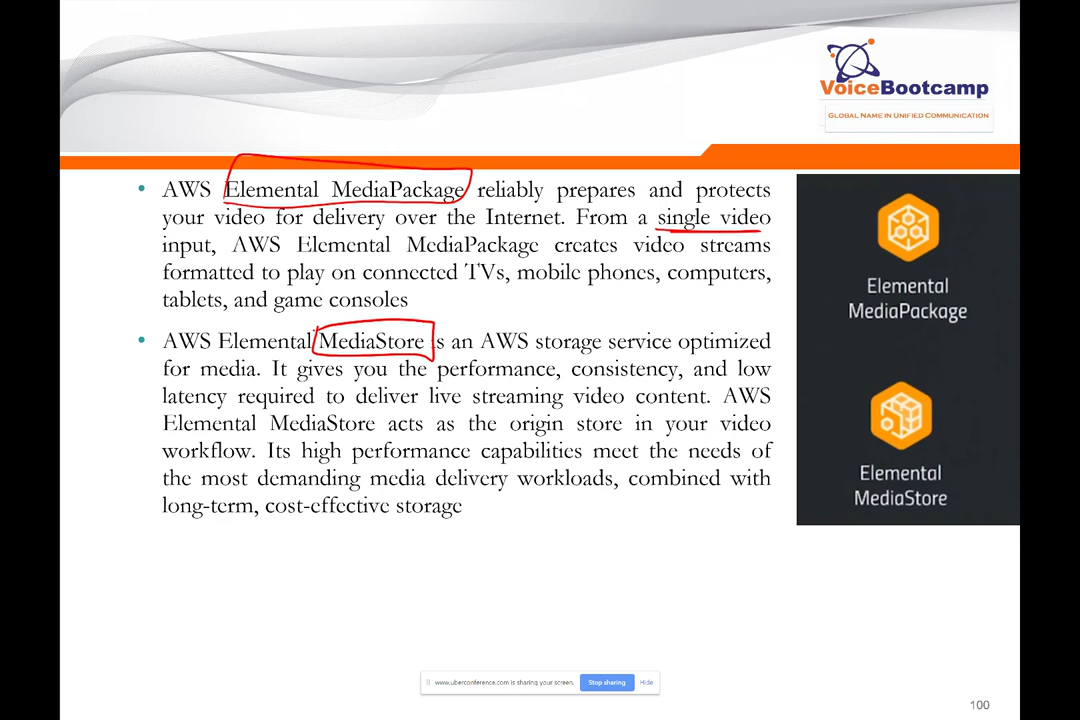 VoiceBootcamp
GLOBAL NAME IN UNIFIED COMMUNICATION
• AWS Elemental MediaPackage reliably prepares and protects
your video for delivery over the Internet. From a single video
input, AWS Elemental MediaPackage creates video streams
formatted to play on connected TVs, mobile phones, computers,
tablets, and game consoles
• AWS Elemental MediaStore is an AWS storage service optimized
for media. It gives you the performance, consistency, and low
latency required to deliver live streaming video content. AWS
Elemental MediaStore acts as the origin store in your video
workflow. Its high performance capabilities meet the needs of
the most demanding media delivery workloads, combined with
long-term, cost-effective storage
Elemental
MediaPackage
Elemental
MediaStore
www.uberconference.com is sharing your screen.
Stop sharing
Hide
100